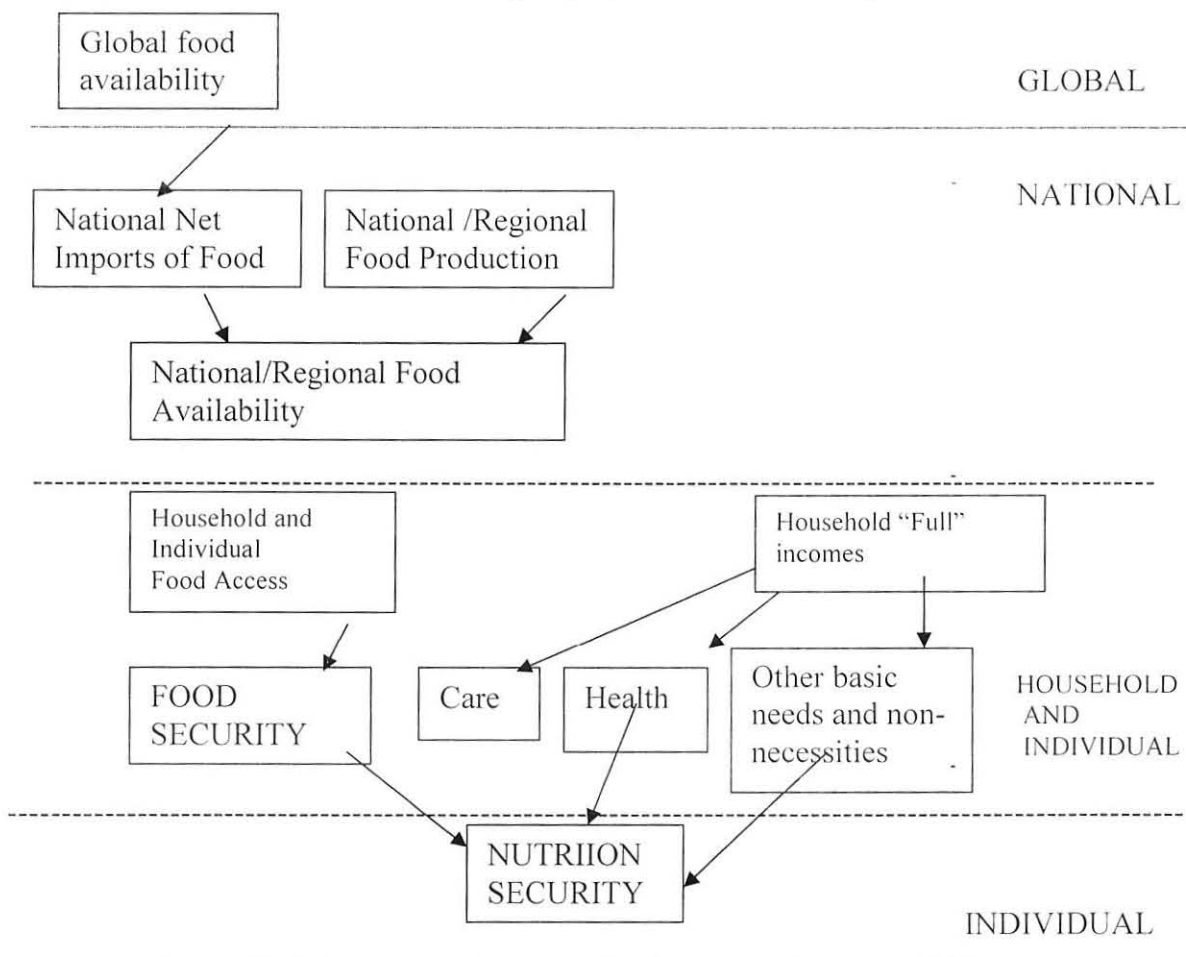 Global food
availability
GLOBAL
National Net
Imports of Food
National /Regional
Food Production
NATIONAL
National/Regional Food
Availability
Household and
Individual
Food Access
Household “Full”
incomes
FOOD
SECURITY
Care
Health
Other basic
needs and non-
necessities
HOUSEHOLD
AND
INDIVIDUAL
NUTRIION
SECURITY
INDIVIDUAL